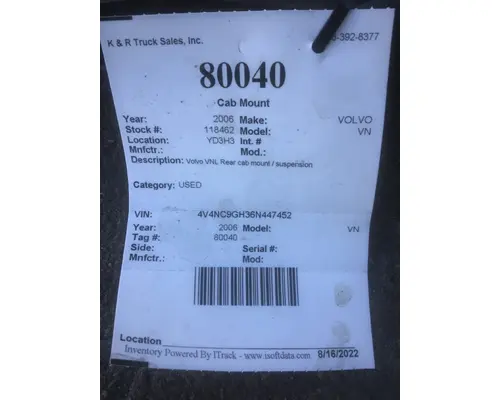 K & R Truck Sales, Inc. -392-8377
80040
Cab Mount
Year: 2006 Make: VOLVO
Stock #: 118462 Model: VN
Location: YD3H3 Int. #
Mnfctr.: Mod.:
Description: Volvo VNL Rear cab mount / suspension
Category: USED
VIN: 4V4NC9GH36N447452
Year: 2006 Model: VN
Tag #: 80040
Side: Serial #:
Mnfctr: Mod:
Location
Inventory Powered By ITrack - www.isoftdata.com 8/16/2022